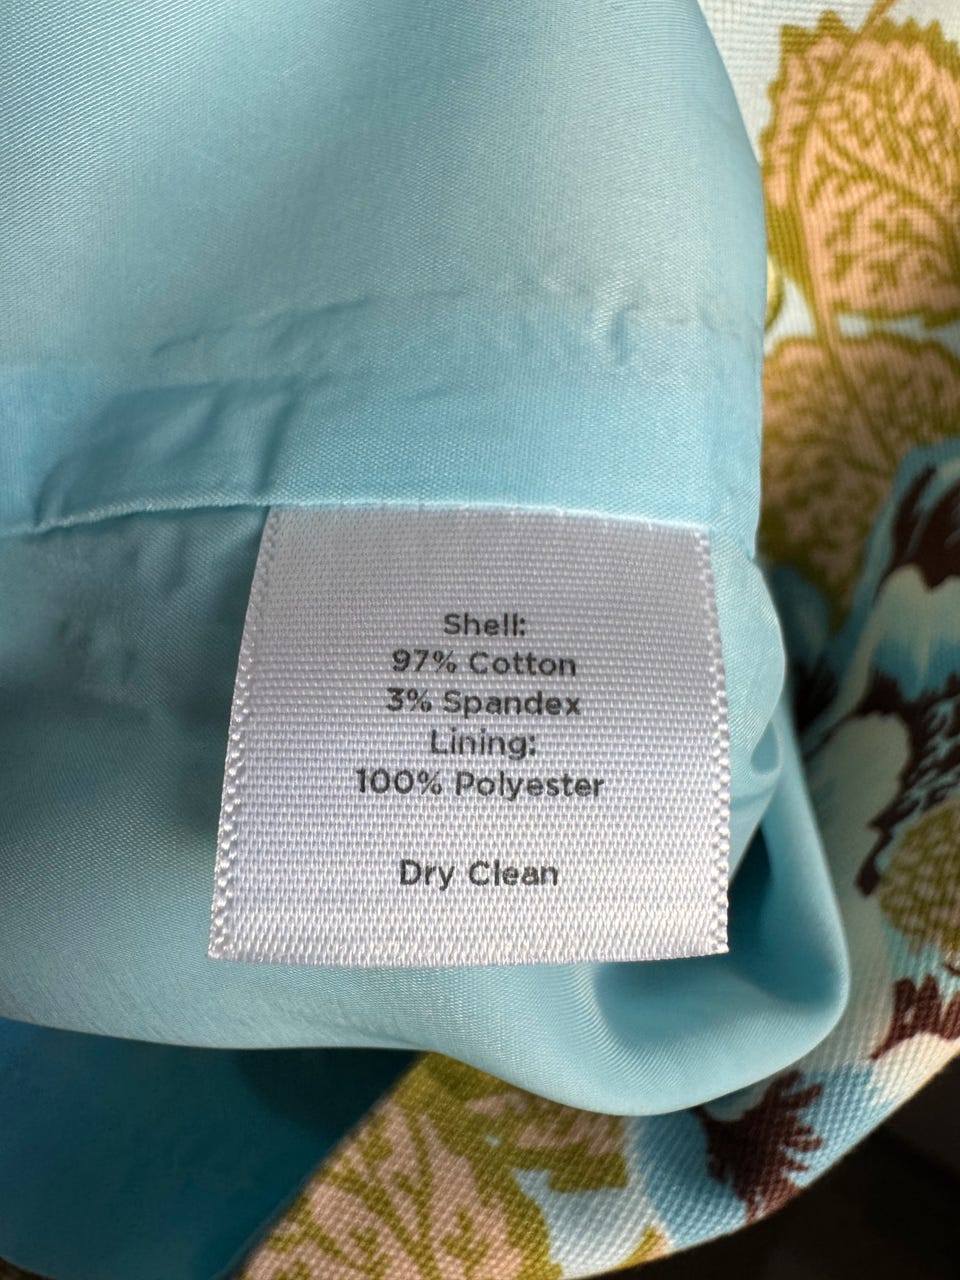 Shell:
97% Cotton
3% Spandex
Lining:
100% Polyester
Dry Clean